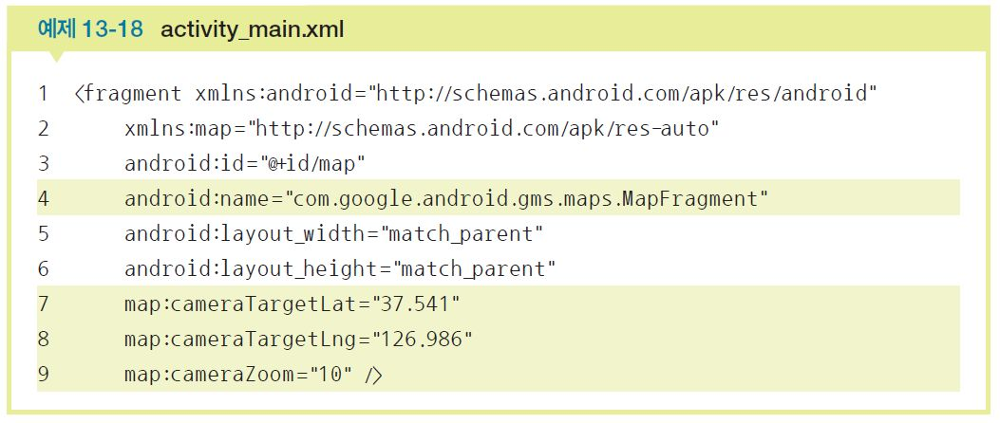 예제 13-18 activity_main.xml
1 <fragment xmlns:android="http://schemas.android.com/apk/res/android"
2 xmlns:map="http://schemas.android.com/apk/res-auto"
3 android:id="@+id/map"
4 android:name="com.google.android.gms.maps.MapFragment"
5 android:layout_width="match_parent"
6 android:layout_height="match_parent"
7 map:cameraTargetLat="37.541"
8 map:cameraTargetLng="126.986"
9 map:cameraZoom="10" />